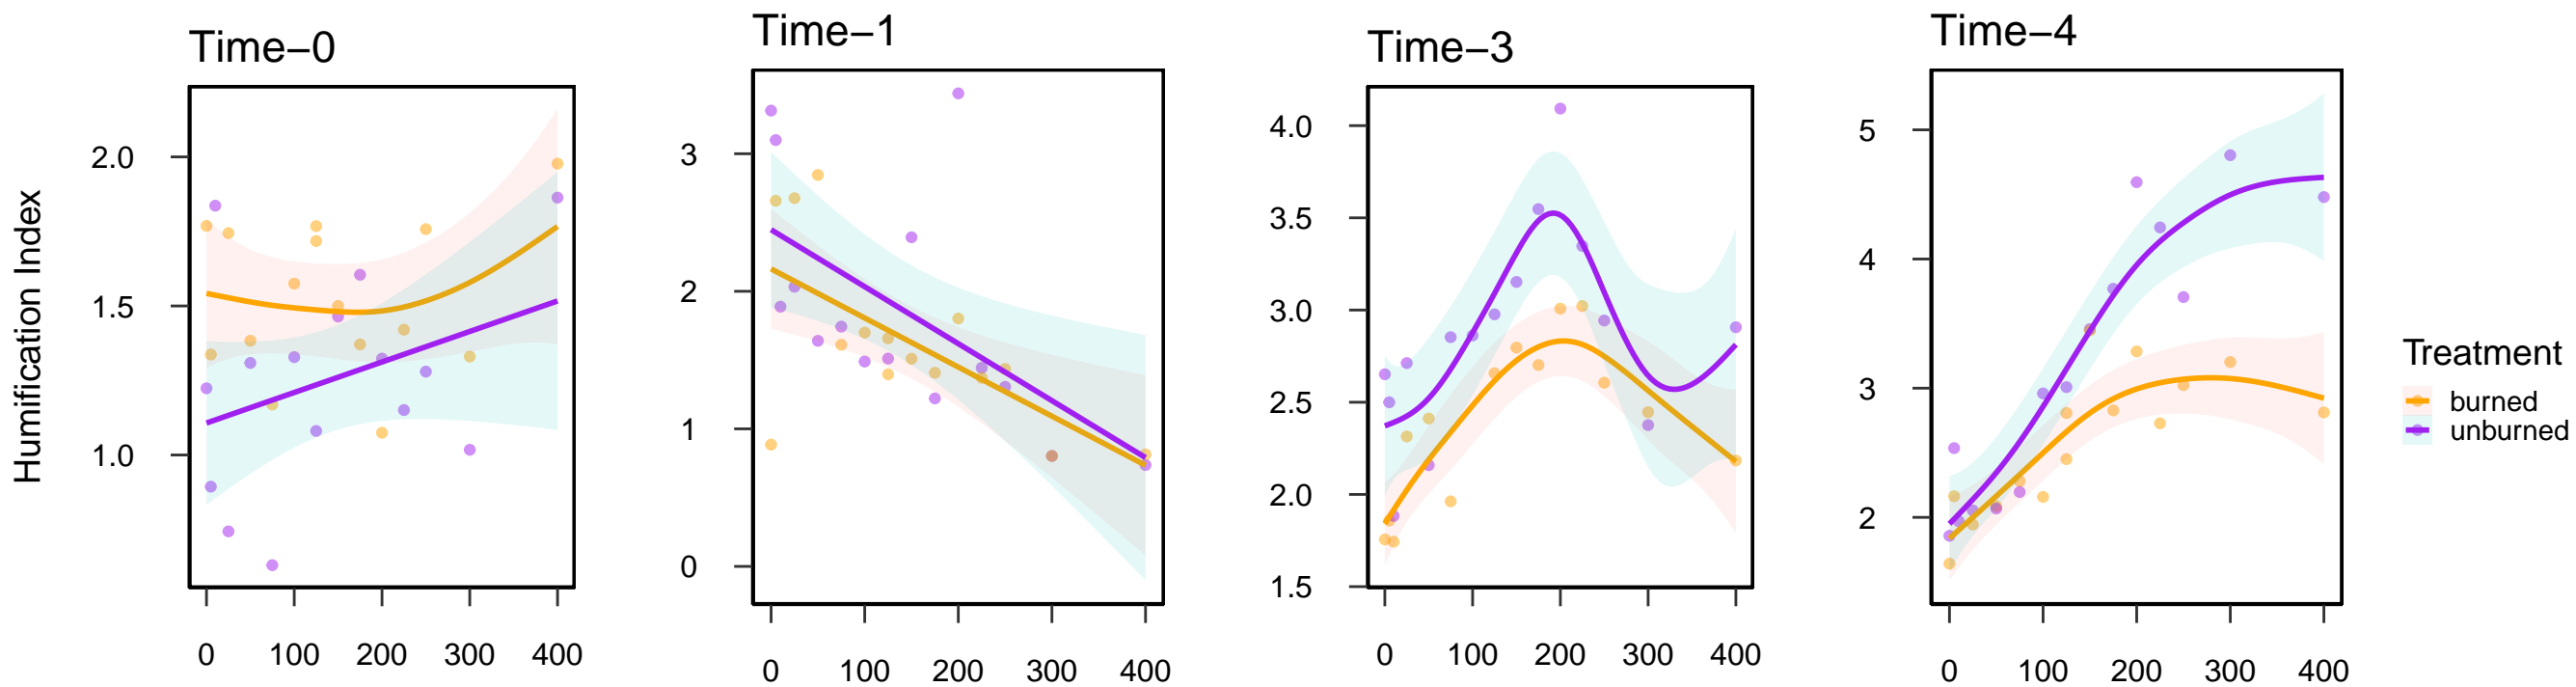 Time−0
Time−1
Time−3
Time−4
Humification Index
2.0
1.5
1.0
0 100 200 300 400
3
2
1
0
0 100 200 300 400
4.0
3.5
3.0
2.5
2.0
1.5
0 100 200 300 400
5
4
3
2
0 100 200 300 400
Treatment
burned
unburned